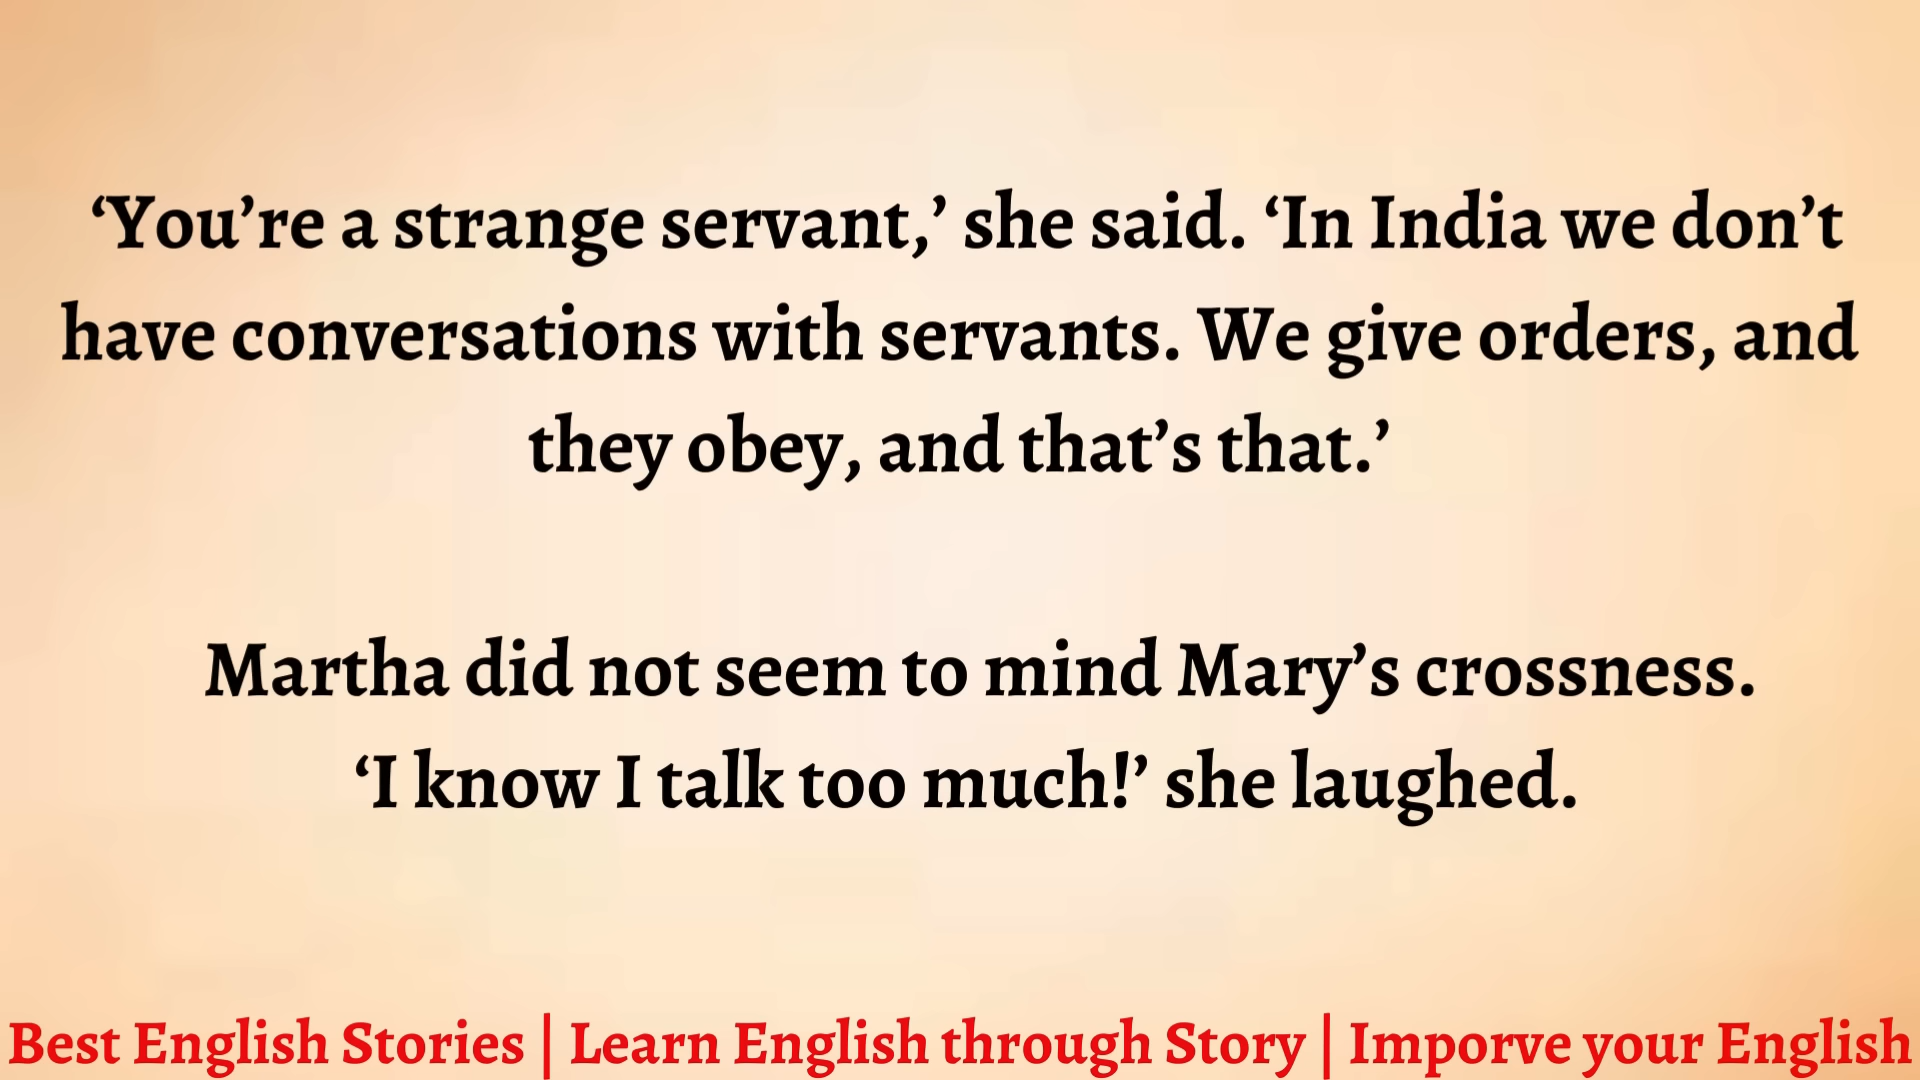 ‘You’re a strange servant,’ she said. ‘In India we don’t
have conversations with servants. We give orders, and
they obey, and that’s that.’
Martha did not seem to mind Mary’s crossness.
‘I know I talk too much!’ she laughed.
Best English Stories | Learn English through Story | Imporve your English